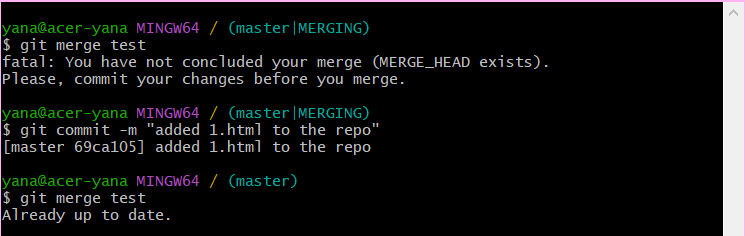 yana@acer-yana MINGW64 / (master|MERGING)
$ git merge test
fatal: You have not concluded your merge (MERGE_HEAD exists).
Please, commit your changes before you merge.
yana@acer-yana MINGW64 / (master|MERGING)
$ git commit -m "added 1.html to the repo"
[master 69ca105] added 1.html to the repo
yana@acer-yana MINGW64 / (master)
$ git merge test
Already up to date.